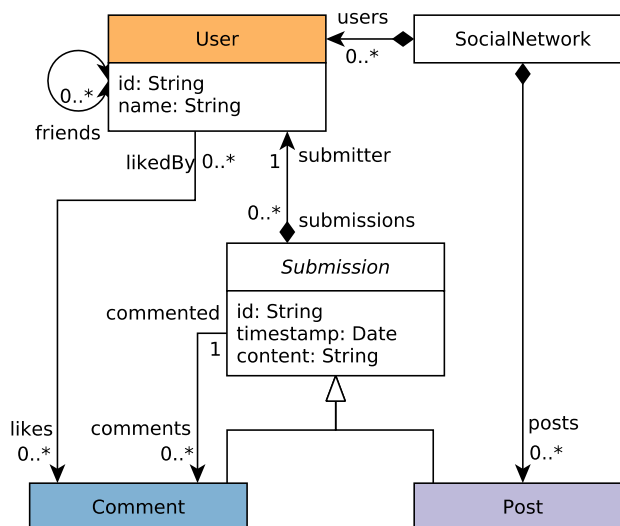 users
User
SocialNetwork
0..*
id: String
name: String
0..*
friends
likedBy
0..*
1
submitter
0..*
submissions
Submission
commented
1
id: String
timestamp: Date
content: String
likes
0..*
comments
0..*
posts
0..*
Comment
Post